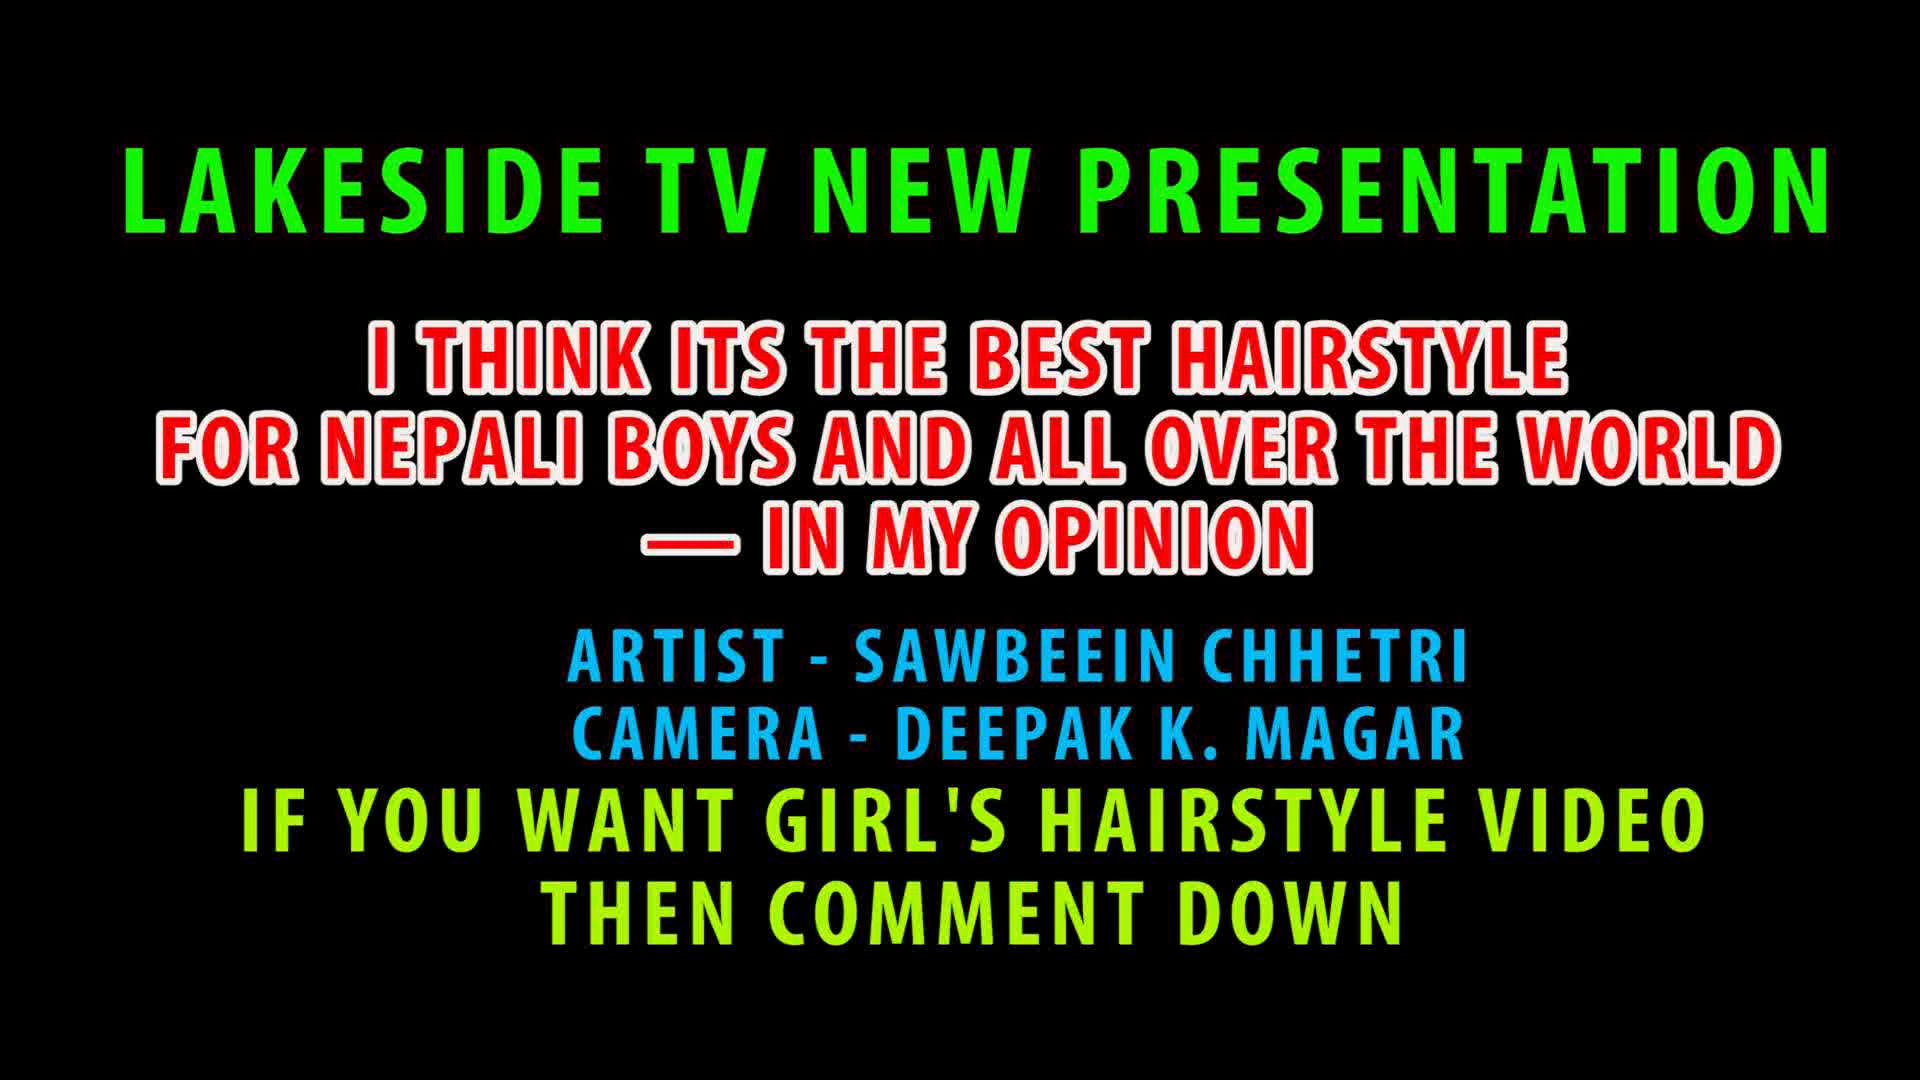 LAKESIDE TV NEW PRESENTATION
I THINK ITS THE BEST HAIRSTYLE
FOR NEPALI BOYS AND ALL OVER THE WORLD
— IN MY OPINION
ARTIST - SAWBEEIN CHHETRI
CAMERA - DEEPAK K. MAGAR
IF YOU WANT GIRL'S HAIRSTYLE VIDEO
THEN COMMENT DOWN